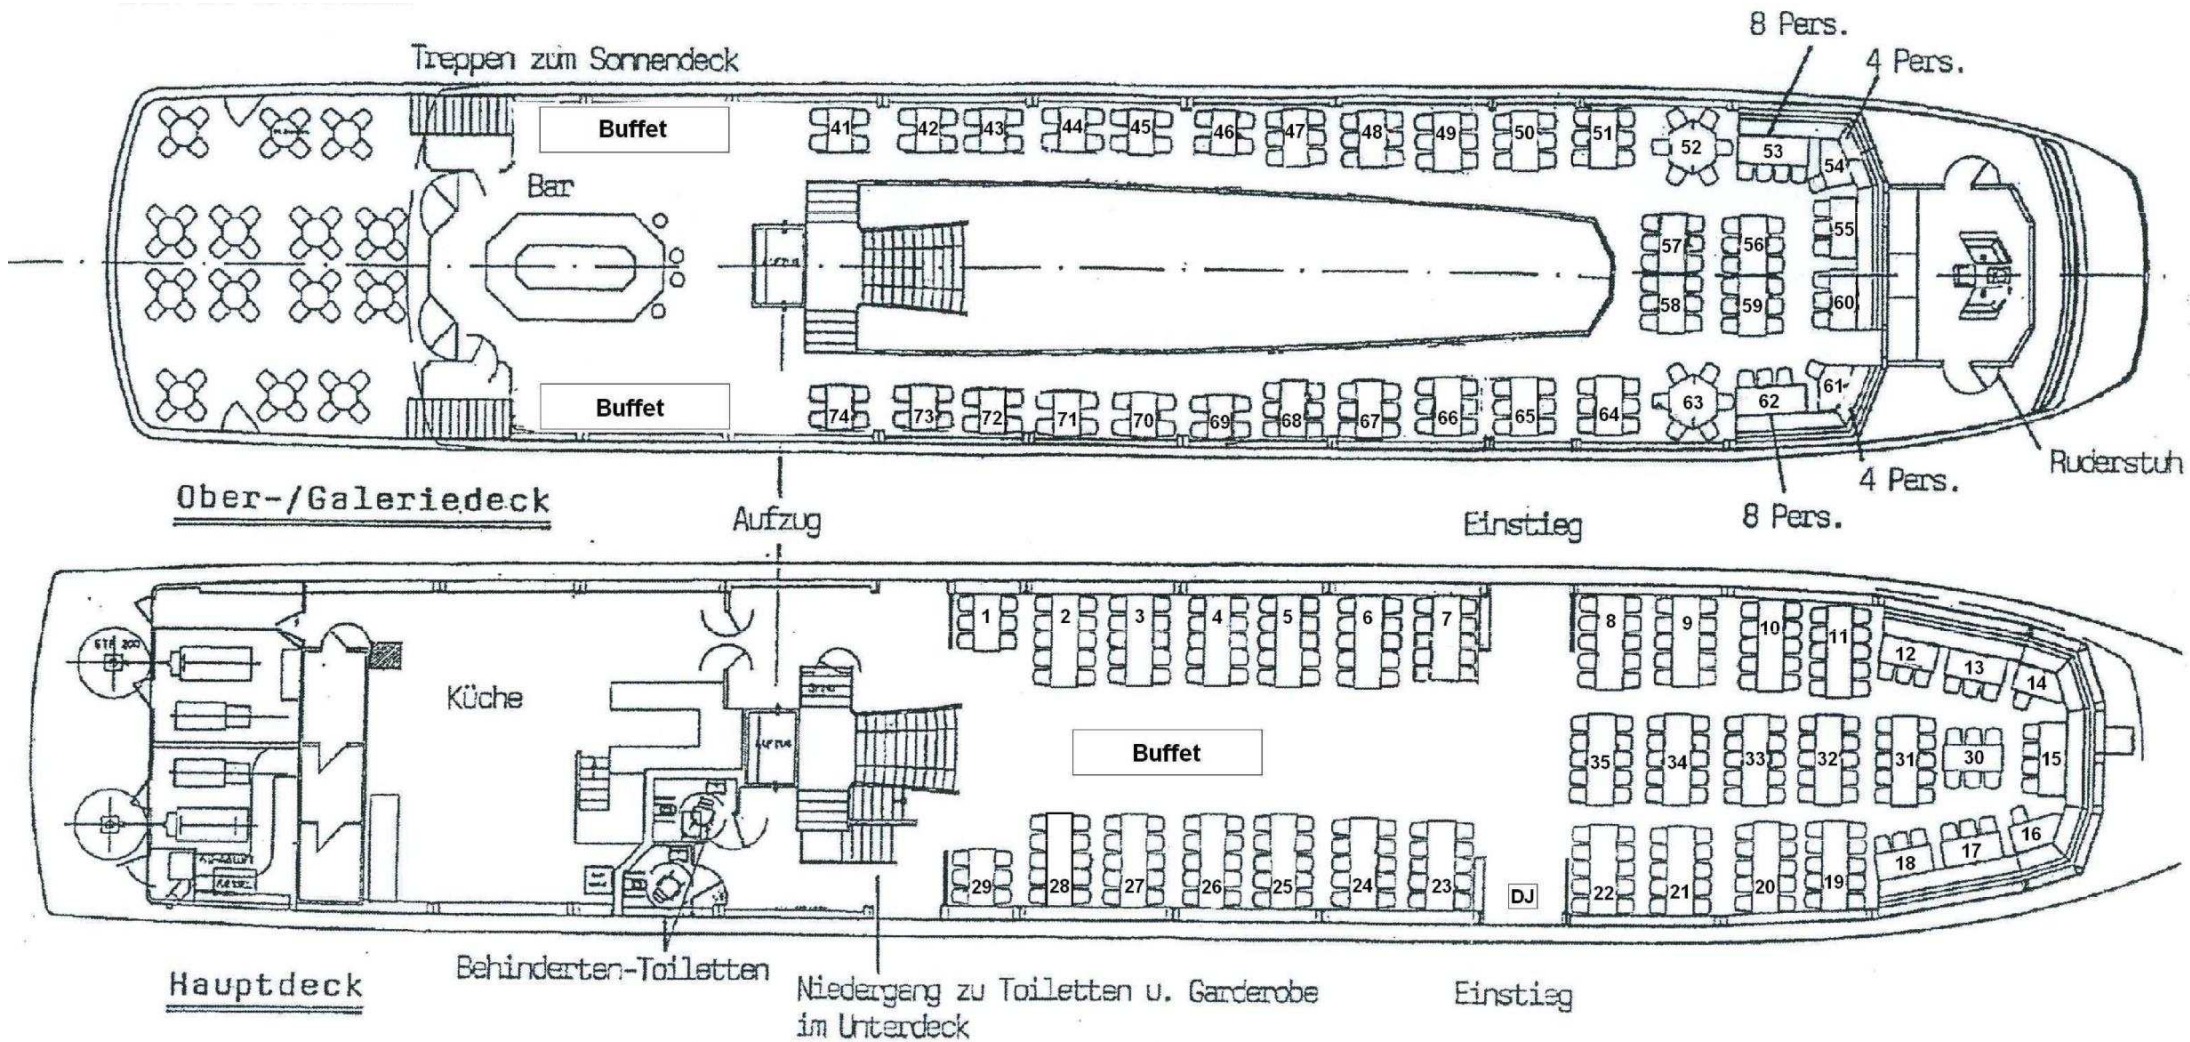 8 Pers.
4 Pers.
Treppen zum Sonnendeck
Buffet
41 42 43 44 45 46 47 48 49 50 51 52 53 54
Bar
57 56 55
58 59 60
Buffet
74 73 72 71 70 69 68 67 66 65 64 63 62 61
Ruderstuh
4 Pers.
8 Pers.
Ober-/Galeriedeck
Aufzug
Einstieg
1 2 3 4 5 6 7 8 9 10 11 12 13 14
Küche
Buffet
35 34 33 32 31 30 15
29 28 27 26 25 24 23 DJ 22 21 20 19 18 17 16
Behinderten-Toiletten
Hauptdeck
Niedergang zu Toiletten u. Garderobe
im Unterdeck
Einstieg